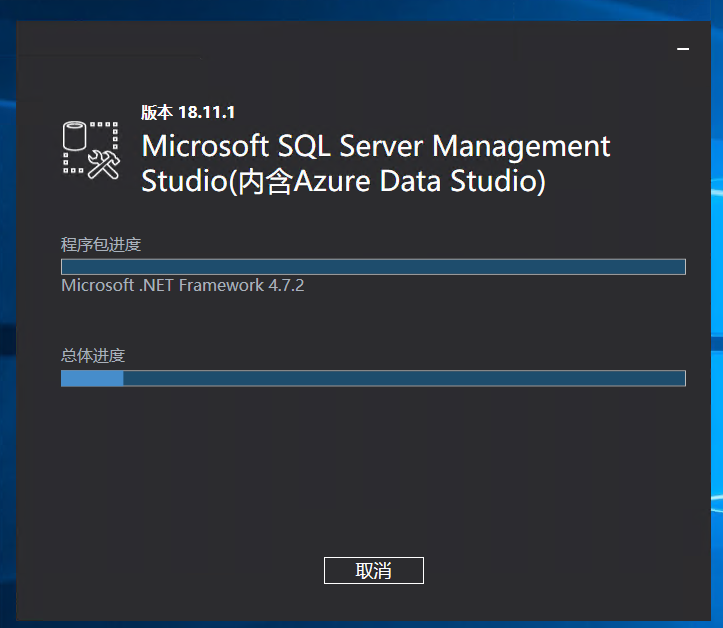 版本 18.11.1
Microsoft SQL Server Management
Studio(内含Azure Data Studio)
程序包进度
Microsoft .NET Framework 4.7.2
总体进度
取消